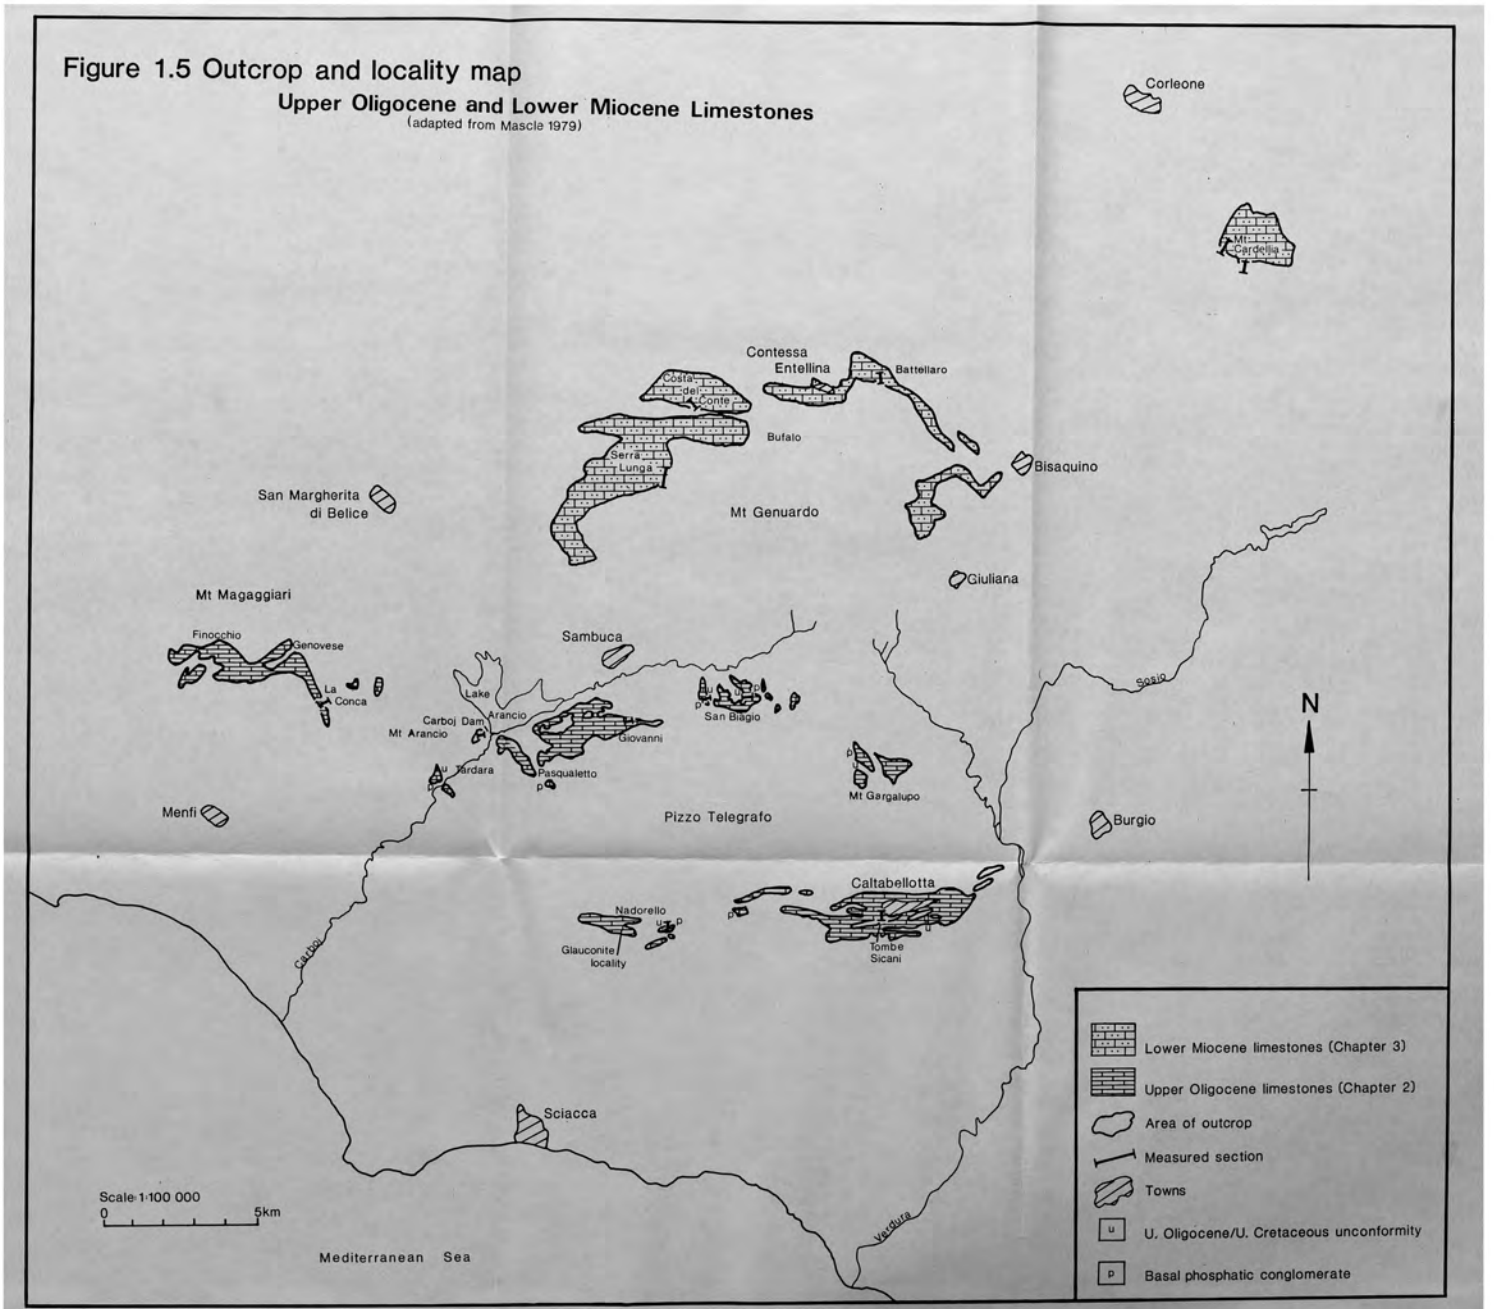 Figure 1.5 Outcrop and locality map
Upper Oligocene and Lower Miocene Limestones
(adapted from Mascle 1979)
Corleone
Mt
Cardellia
Contessa
Entellina
Battellaro
Costa
del
Conte
Bufalo
Serra
Lunga
Bisaquino
San Margherita
di Belice
Mt Genuardo
Giuliana
Mt Magaggiari
Finocchio
Genovese
Sambuca
La
Conca
Lake
Arancio
Sosio
N
u
p
u
p
San Biagio
Carboj Dam
Mt Arancio
Giovanni
p
u
Mt Gargalupo
u
Tardara
p
Pasqualetto
p
Menfi
Pizzo Telegrafo
Burgio
Caltabellotta
Nadorello
u
p
p
u
Glauconite
locality
Tombe
Sicani
Carboj
Sciacca
Verdura
Scale 1:100 000
0
5km
Mediterranean Sea
Lower Miocene limestones (Chapter 3)
Upper Oligocene limestones (Chapter 2)
Area of outcrop
Measured section
Towns
u
U. Oligocene/U. Cretaceous unconformity
p
Basal phosphatic conglomerate